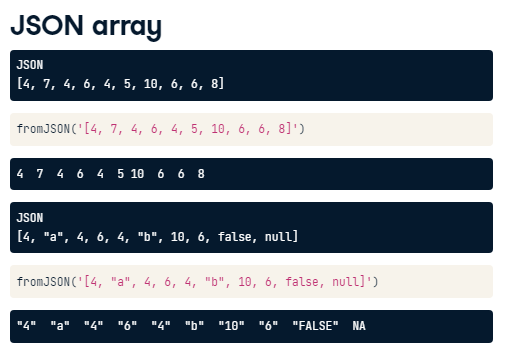 JSON array
JSON
[4, 7, 4, 6, 4, 5, 10, 6, 6, 8]
fromJSON('[4, 7, 4, 6, 4, 5, 10, 6, 6, 8]')
4  7  4  6  4  5 10  6  6  8
JSON
[4, "a", 4, 6, 4, "b", 10, 6, false, null]
fromJSON('[4, "a", 4, 6, 4, "b", 10, 6, false, null]')
"4"  "a"  "4"  "6"  "4"  "b"  "10"  "6"  "FALSE"  NA